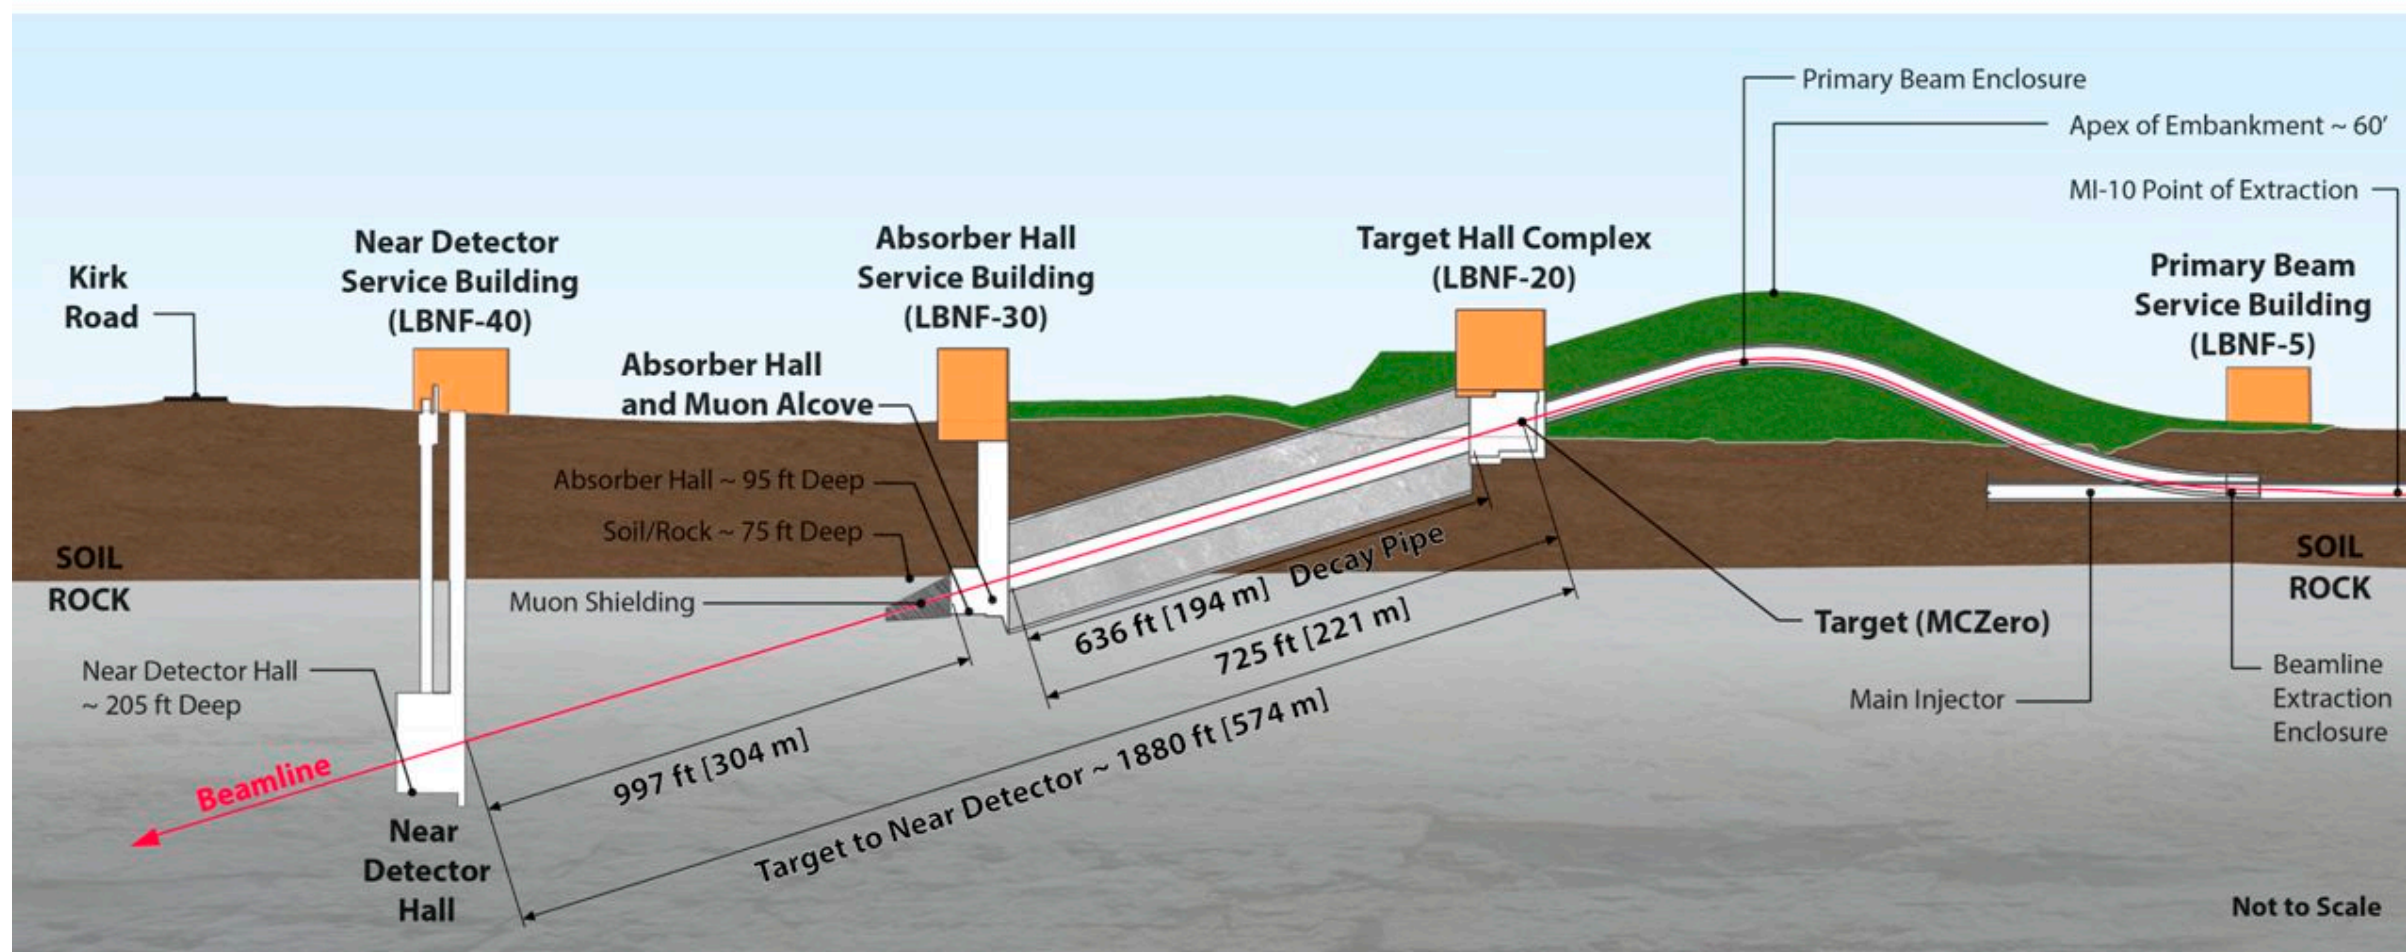 Primary Beam Enclosure
Apex of Embankment ~ 60'
MI-10 Point of Extraction
Kirk
Road
Near Detector
Service Building
(LBNF-40)
Absorber Hall
Service Building
(LBNF-30)
Target Hall Complex
(LBNF-20)
Primary Beam
Service Building
(LBNF-5)
Absorber Hall
and Muon Alcove
Absorber Hall ~ 95 ft Deep
Soil/Rock ~ 75 ft Deep
SOIL
ROCK
Muon Shielding
Near Detector Hall
~ 205 ft Deep
Beamline
Near
Detector
Hall
997 ft [304 m]
636 ft [194 m] Decay Pipe
725 ft [221 m]
Target to Near Detector ~ 1880 ft [574 m]
Target (MCZero)
Main Injector
SOIL
ROCK
Beamline
Extraction
Enclosure
Not to Scale